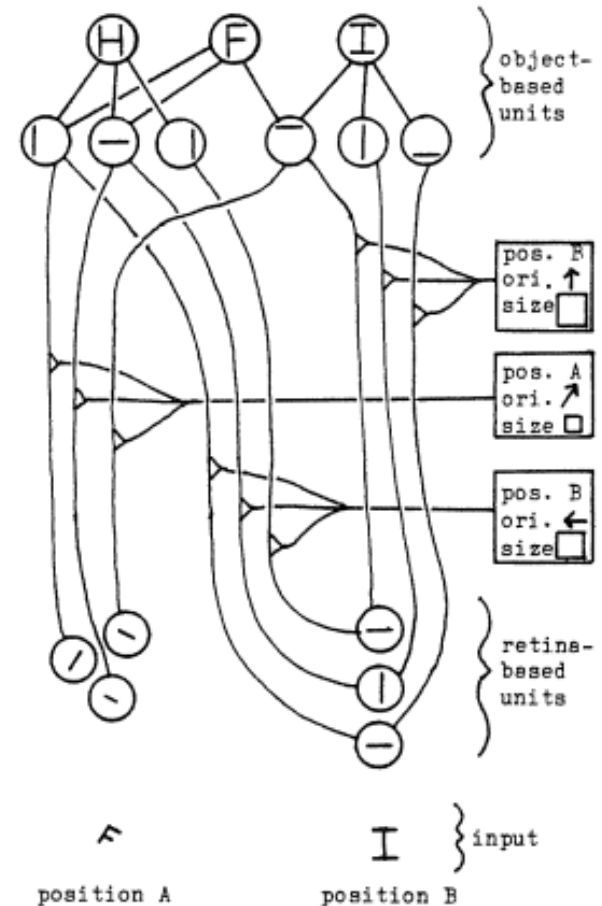 H F I
object-
based
units
pos. B
ori. ↑
size
pos. A
ori. ↗
size
pos. B
ori. ←
size
retina-
based
units
F I
input
position A position B